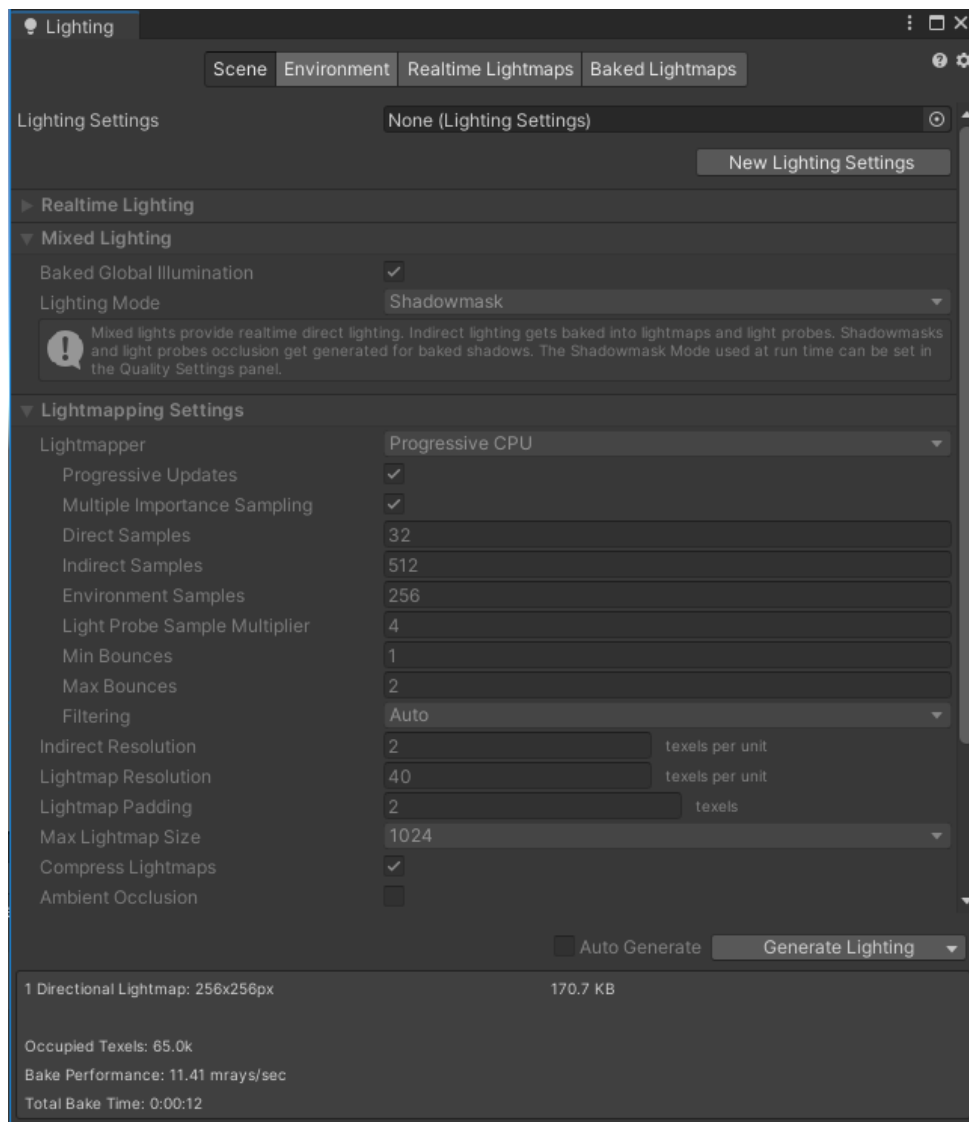 Lighting
Scene Environment Realtime Lightmaps Baked Lightmaps
Lighting Settings None (Lighting Settings)
New Lighting Settings
Realtime Lighting
Mixed Lighting
Baked Global Illumination
Lighting Mode Shadowmask
Mixed lights provide realtime direct lighting. Indirect lighting gets baked into lightmaps and light probes. Shadowmasks
and light probes occlusion get generated for baked shadows. The Shadowmask Mode used at run time can be set in
the Quality Settings panel.
Lightmapping Settings
Lightmapper Progressive CPU
Progressive Updates
Multiple Importance Sampling
Direct Samples 32
Indirect Samples 512
Environment Samples 256
Light Probe Sample Multiplier 4
Min Bounces 1
Max Bounces 2
Filtering Auto
Indirect Resolution 2 texels per unit
Lightmap Resolution 40 texels per unit
Lightmap Padding 2 texels
Max Lightmap Size 1024
Compress Lightmaps
Ambient Occlusion
Auto Generate Generate Lighting
1 Directional Lightmap: 256x256px 170.7 KB
Occupied Texels: 65.0k
Bake Performance: 11.41 mrays/sec
Total Bake Time: 0:00:12